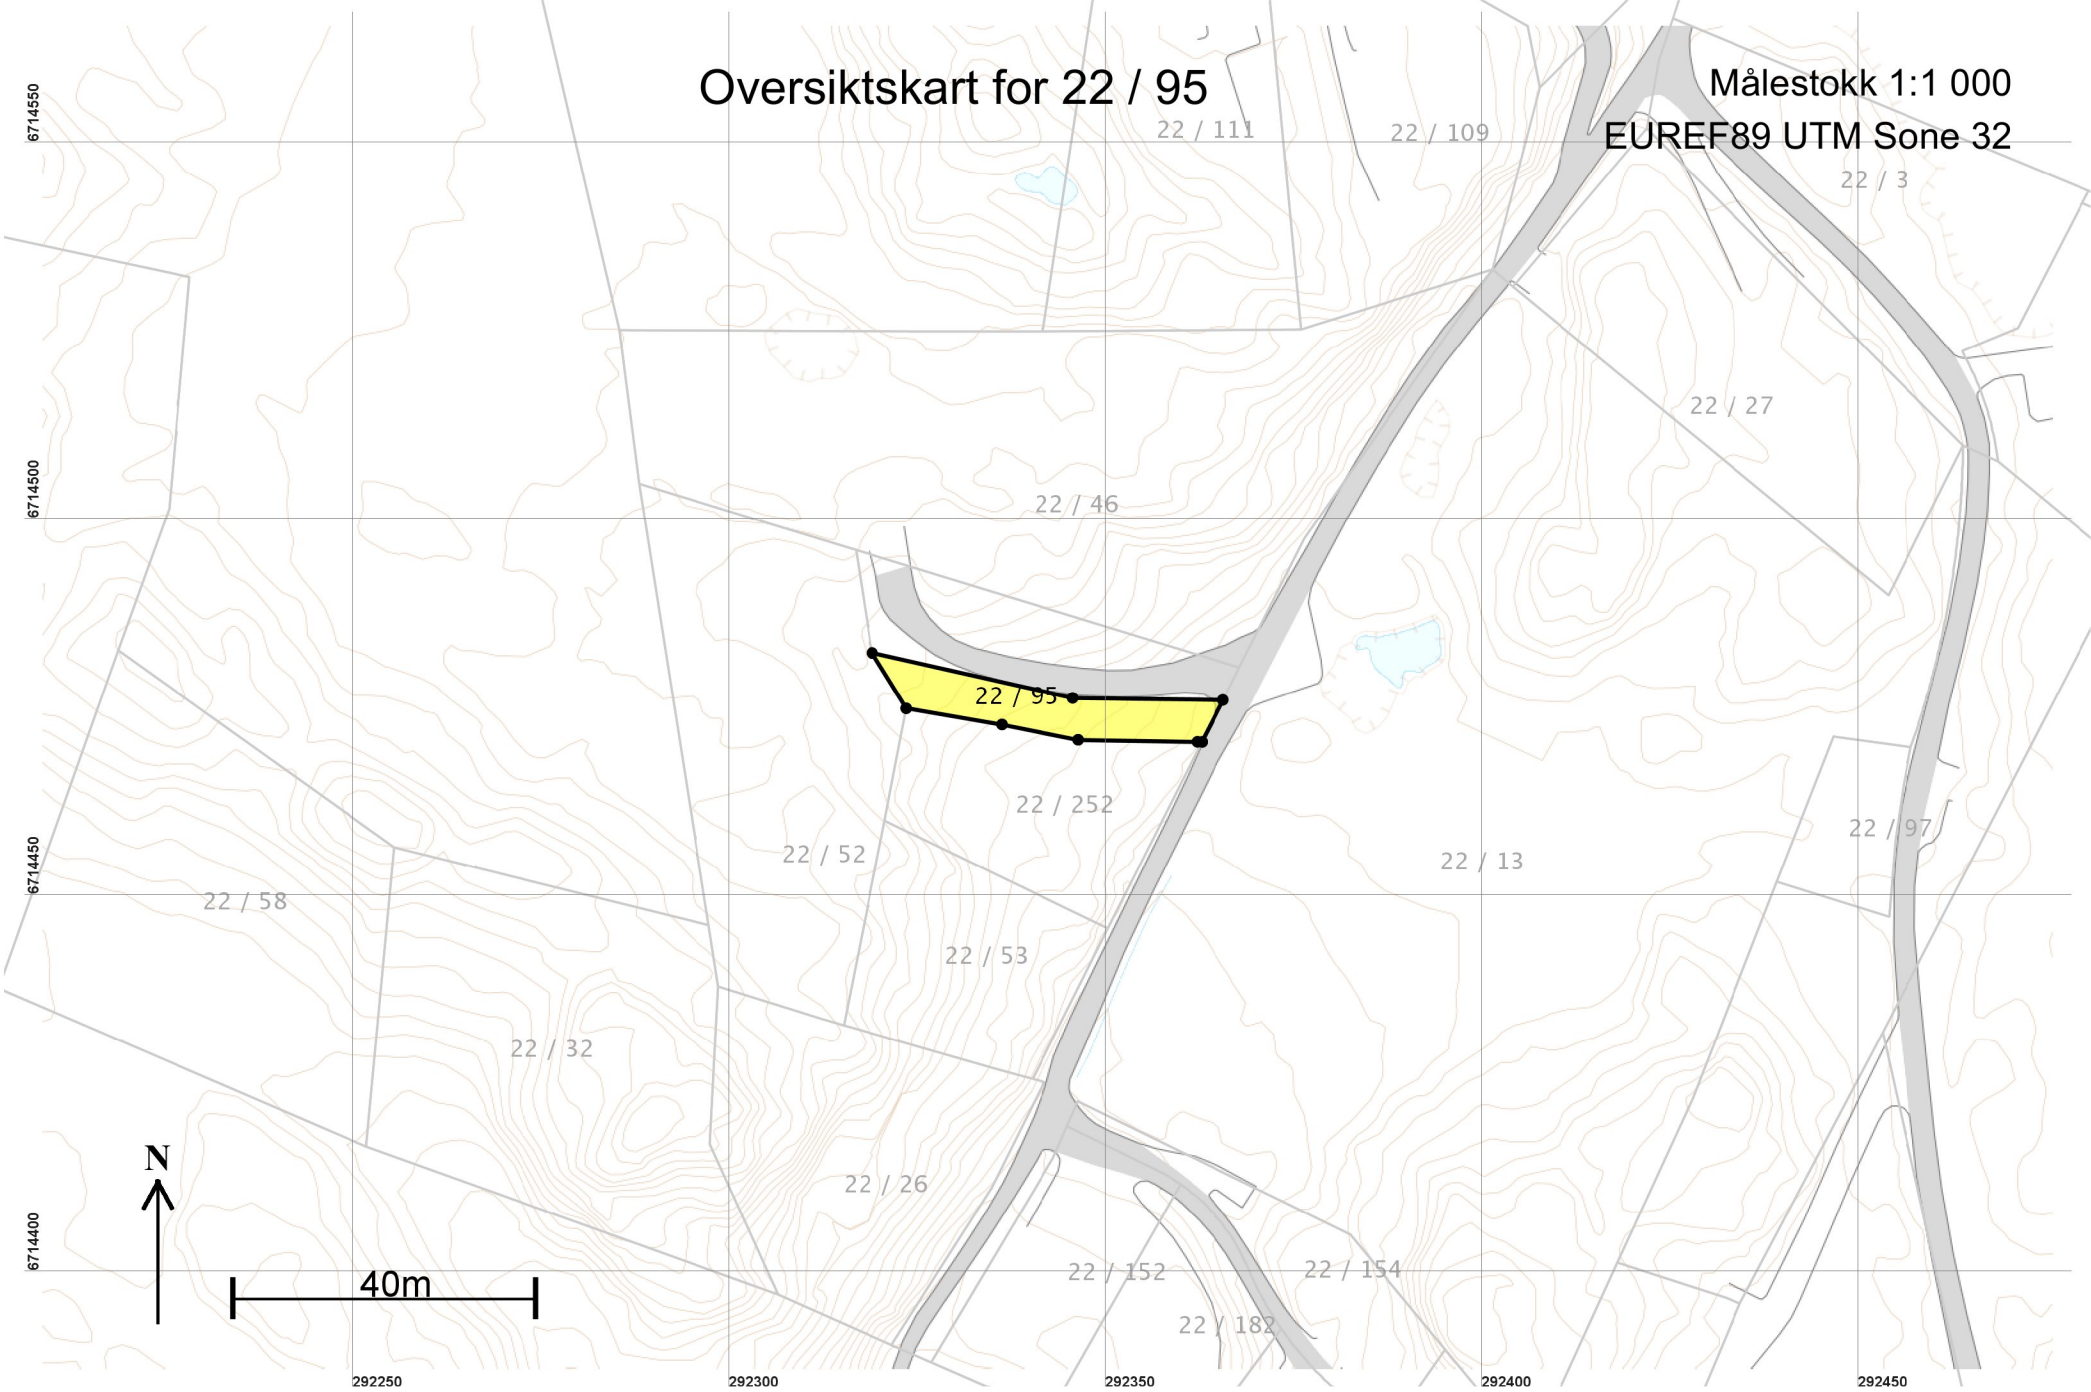 Oversiktskart for 22 / 95
Målestokk 1:1 000
EUREF89 UTM Sone 32
6714550
22 / 111
22 / 109
22 / 3
22 / 27
6714500
22 / 46
22 / 95
22 / 252
22 / 97
22 / 52
22 / 13
6714450
22 / 58
22 / 53
22 / 32
N
22 / 26
6714400
40m
22 / 152
22 / 154
22 / 182
292250
292300
292350
292400
292450